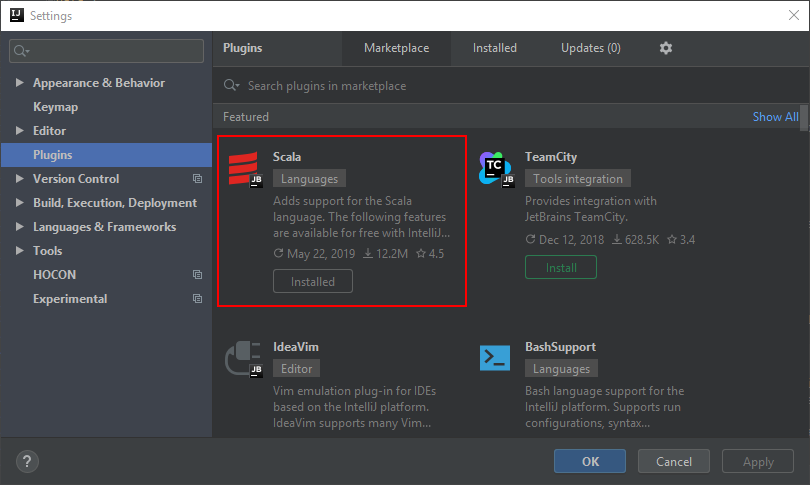 IJ
Settings
Plugins
Marketplace
Installed
Updates (0)
Search plugins in marketplace
Appearance & Behavior
Keymap
Editor
Plugins
Version Control
Build, Execution, Deployment
Languages & Frameworks
Tools
HOCON
Experimental
Featured
Show All
Scala
Languages
JB
Adds support for the Scala
language. The following features
are available for free with IntelliJ...
May 22, 2019 12.2M 4.5
Installed
TeamCity
TC
JB
Tools integration
Provides integration with
JetBrains TeamCity.
Dec 12, 2018 628.5K 3.4
Install
IdeaVim
JB
Editor
Vim emulation plug-in for IDEs
based on the IntelliJ platform.
IdeaVim supports many Vim...
BashSupport
Languages
Bash language support for the
IntelliJ platform. Supports run
configurations, syntax...
?
OK
Cancel
Apply